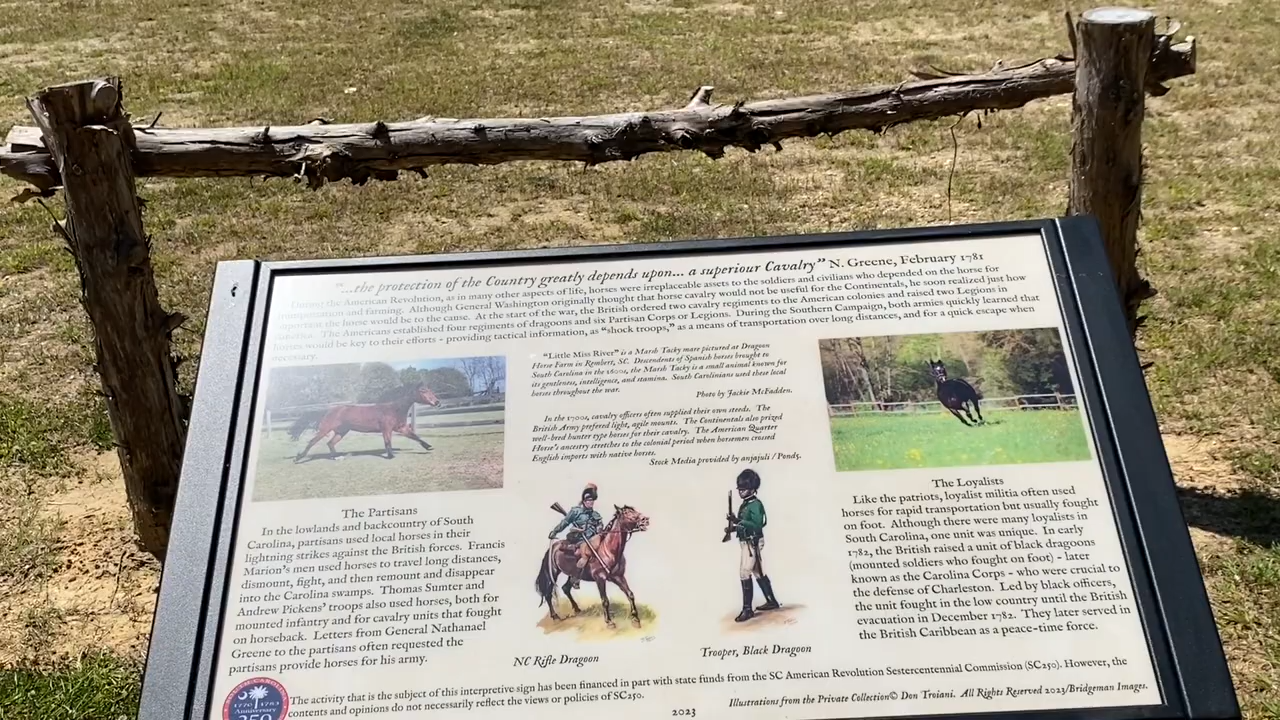 "...the protection of the Country greatly depends upon... a superiour Cavalry" N. Greene, February 1781
During the American Revolution, as in many other aspects of life, horses were irreplaceable assets to the soldiers and civilians who depended on the horse for
transportation and farming. Although General Washington originally thought that horse cavalry would not be useful for the Continentals, he soon realized just how
important the horse would be to the cause. At the start of the war, the British ordered two cavalry regiments to the American colonies and raised two Legions in
America. The Americans established four regiments of dragoons and six Partisan Corps or Legions. During the Southern Campaign, both armies quickly learned that
horses would be key to their efforts - providing tactical information, as "shock troops," as a means of transportation over long distances, and for a quick escape when
necessary.
"Little Miss River" is a Marsh Tacky mare pictured at Dragoon
Horse Farm in Rembert, SC. Descendents of Spanish horses brought to
South Carolina in the 1600s, the Marsh Tacky is a small animal known for
its gentleness, intelligence, and stamina. South Carolinians used these local
horses throughout the war.
Photo by Jackie McFadden.
In the 1700s, cavalry officers often supplied their own steeds. The
British Army preferred light, agile mounts. The Continentals also prized
well-bred hunter type horses for their cavalry. The American Quarter
Horse's ancestry stretches to the colonial period when horsemen crossed
English imports with native horses.
Stock Media provided by anjajuli / Pond5.
The Partisans
In the lowlands and backcountry of South
Carolina, partisans used local horses in their
lightning strikes against the British forces. Francis
Marion's men used horses to travel long distances,
dismount, fight, and then remount and disappear
into the Carolina swamps. Thomas Sumter and
Andrew Pickens' troops also used horses, both for
mounted infantry and for cavalry units that fought
on horseback. Letters from General Nathanael
Greene to the partisans often requested the
partisans provide horses for his army.
NC Rifle Dragoon
Trooper, Black Dragoon
The Loyalists
Like the patriots, loyalist militia often used
horses for rapid transportation but usually fought
on foot. Although there were many loyalists in
South Carolina, one unit was unique. In early
1782, the British raised a unit of black dragoons
(mounted soldiers who fought on foot) - later
known as the Carolina Corps - who were crucial to
the defense of Charleston. Led by black officers,
the unit fought in the low country until the British
evacuation in December 1782. They later served in
the British Caribbean as a peace-time force.
SOUTH CAROLINA
1770 1783
Anniversary
250
The activity that is the subject of this interpretive sign has been financed in part with state funds from the SC American Revolution Sestercentennial Commission (SC250). However, the
contents and opinions do not necessarily reflect the views or policies of SC250.
Illustrations from the Private Collection© Don Troiani. All Rights Reserved 2023/Bridgeman Images.
2023